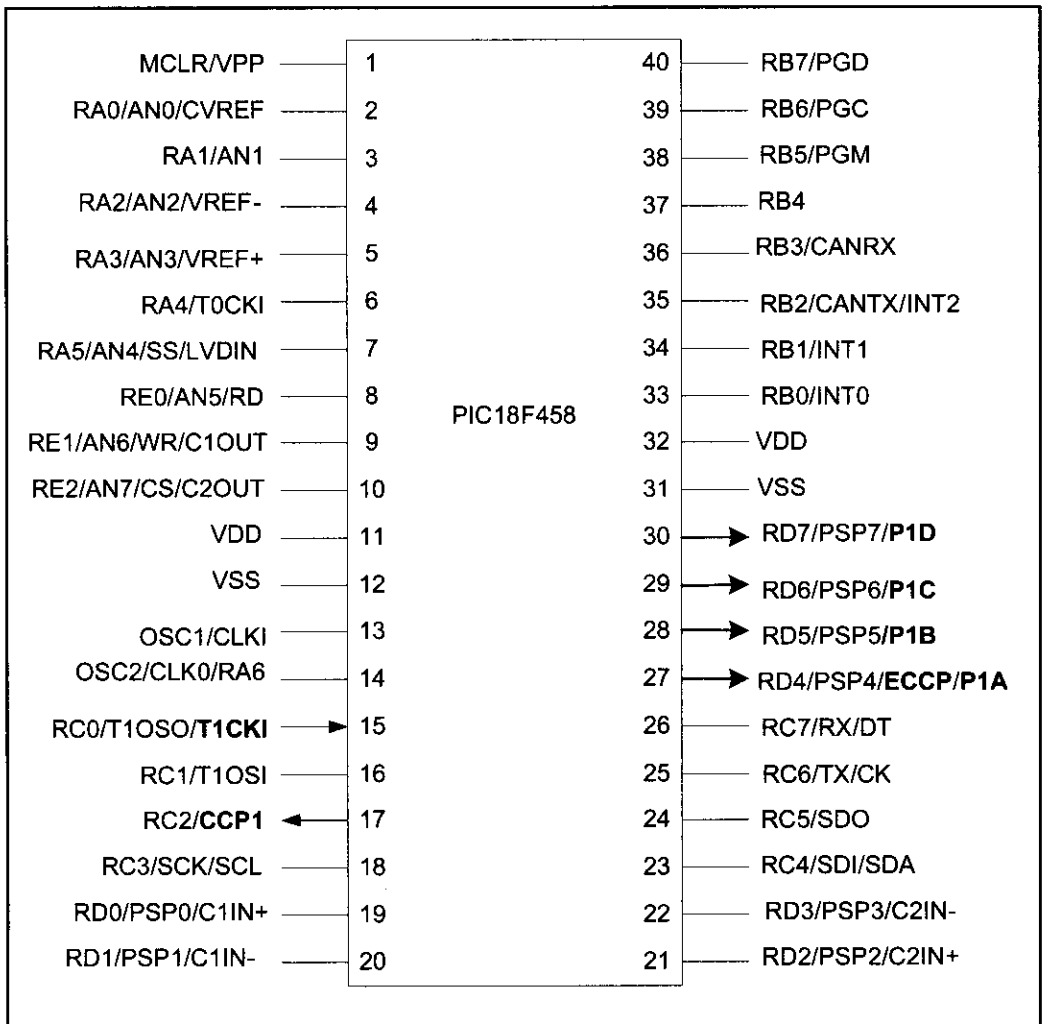 MCLR/VPP 1 40 RB7/PGD
RA0/AN0/CVREF 2 39 RB6/PGC
RA1/AN1 3 38 RB5/PGM
RA2/AN2/VREF- 4 37 RB4
RA3/AN3/VREF+ 5 36 RB3/CANRX
RA4/T0CKI 6 35 RB2/CANTX/INT2
RA5/AN4/SS/LVDIN 7 34 RB1/INT1
RE0/AN5/RD 8 33 RB0/INT0
PIC18F458
RE1/AN6/WR/C1OUT 9 32 VDD
RE2/AN7/CS/C2OUT 10 31 VSS
VDD 11 30 RD7/PSP7/P1D
VSS 12 29 RD6/PSP6/P1C
OSC1/CLKI 13 28 RD5/PSP5/P1B
OSC2/CLK0/RA6 14 27 RD4/PSP4/ECCP/P1A
RC0/T1OSO/T1CKI 15 26 RC7/RX/DT
RC1/T1OSI 16 25 RC6/TX/CK
RC2/CCP1 17 24 RC5/SDO
RC3/SCK/SCL 18 23 RC4/SDI/SDA
RD0/PSP0/C1IN+ 19 22 RD3/PSP3/C2IN-
RD1/PSP1/C1IN- 20 21 RD2/PSP2/C2IN+